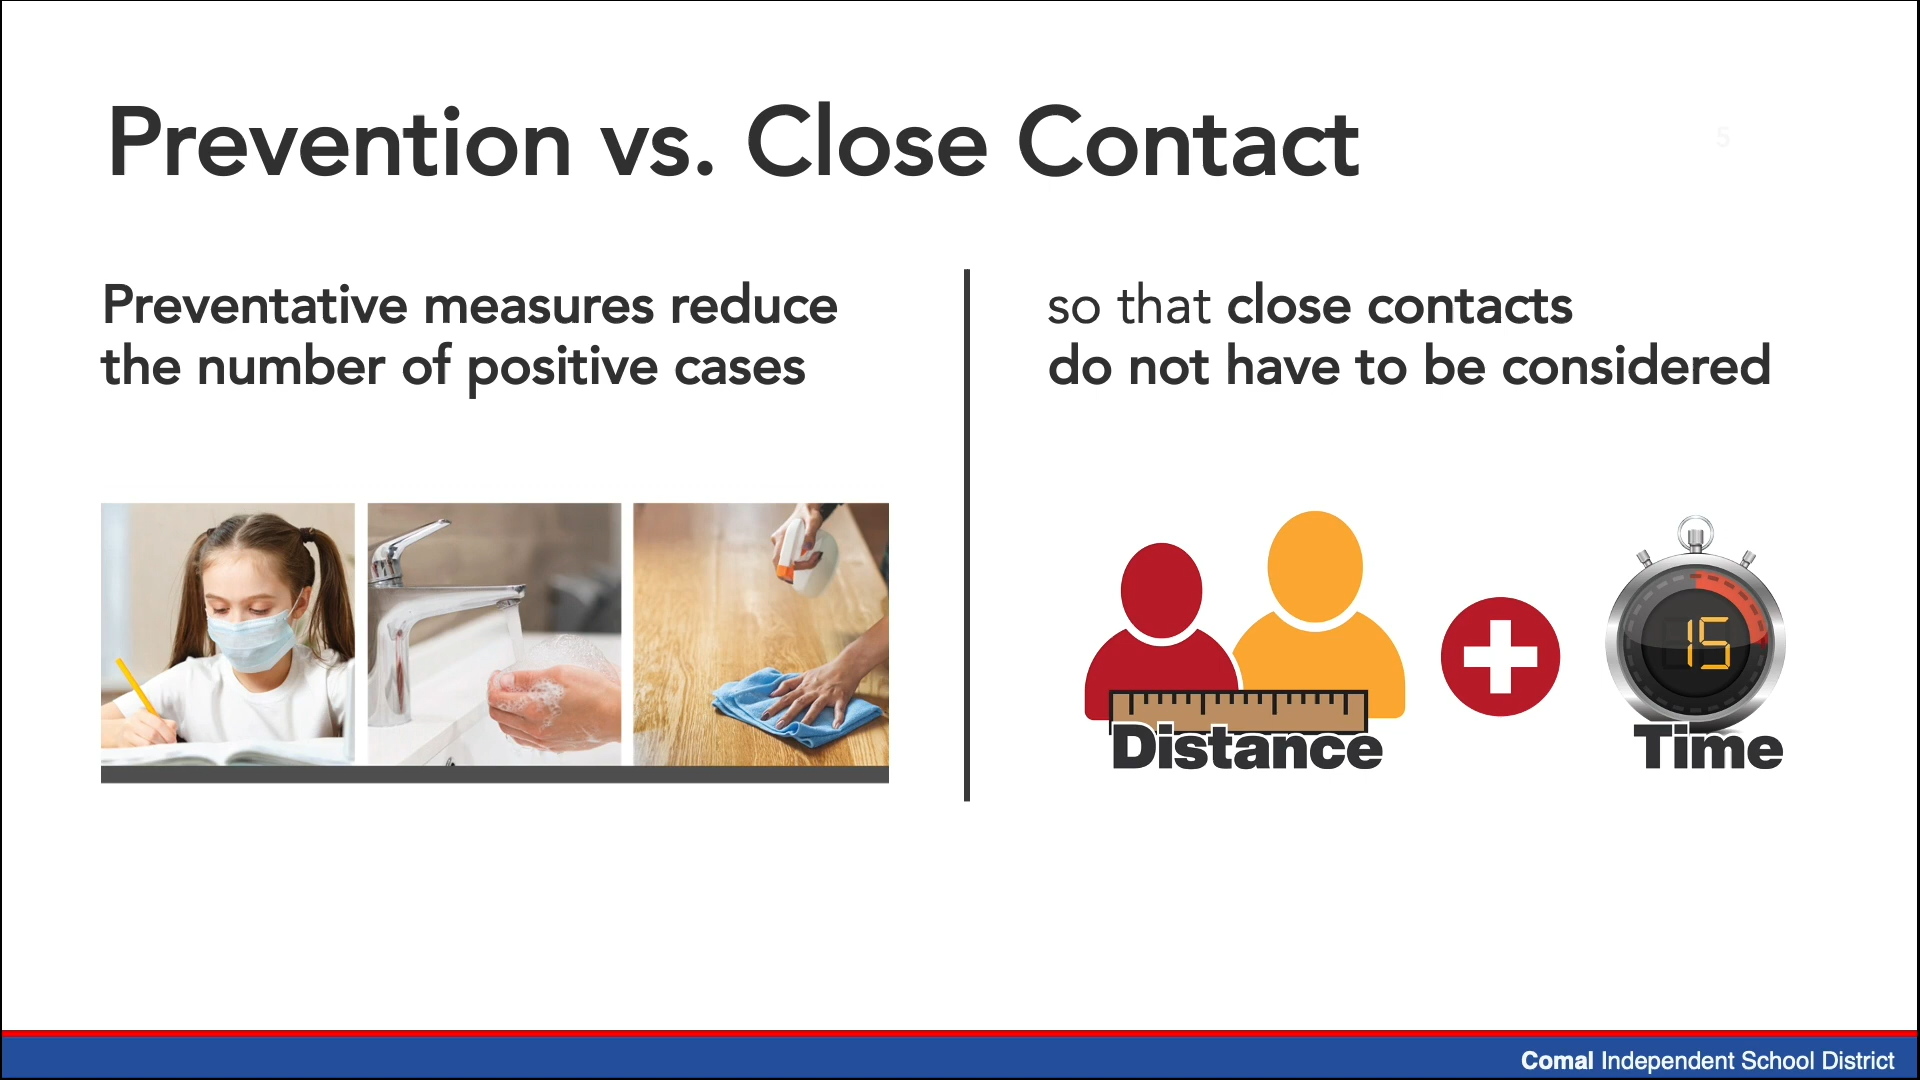 Prevention vs. Close Contact
5
Preventative measures reduce
the number of positive cases
so that close contacts
do not have to be considered
15
Distance
Time
Comal Independent School District